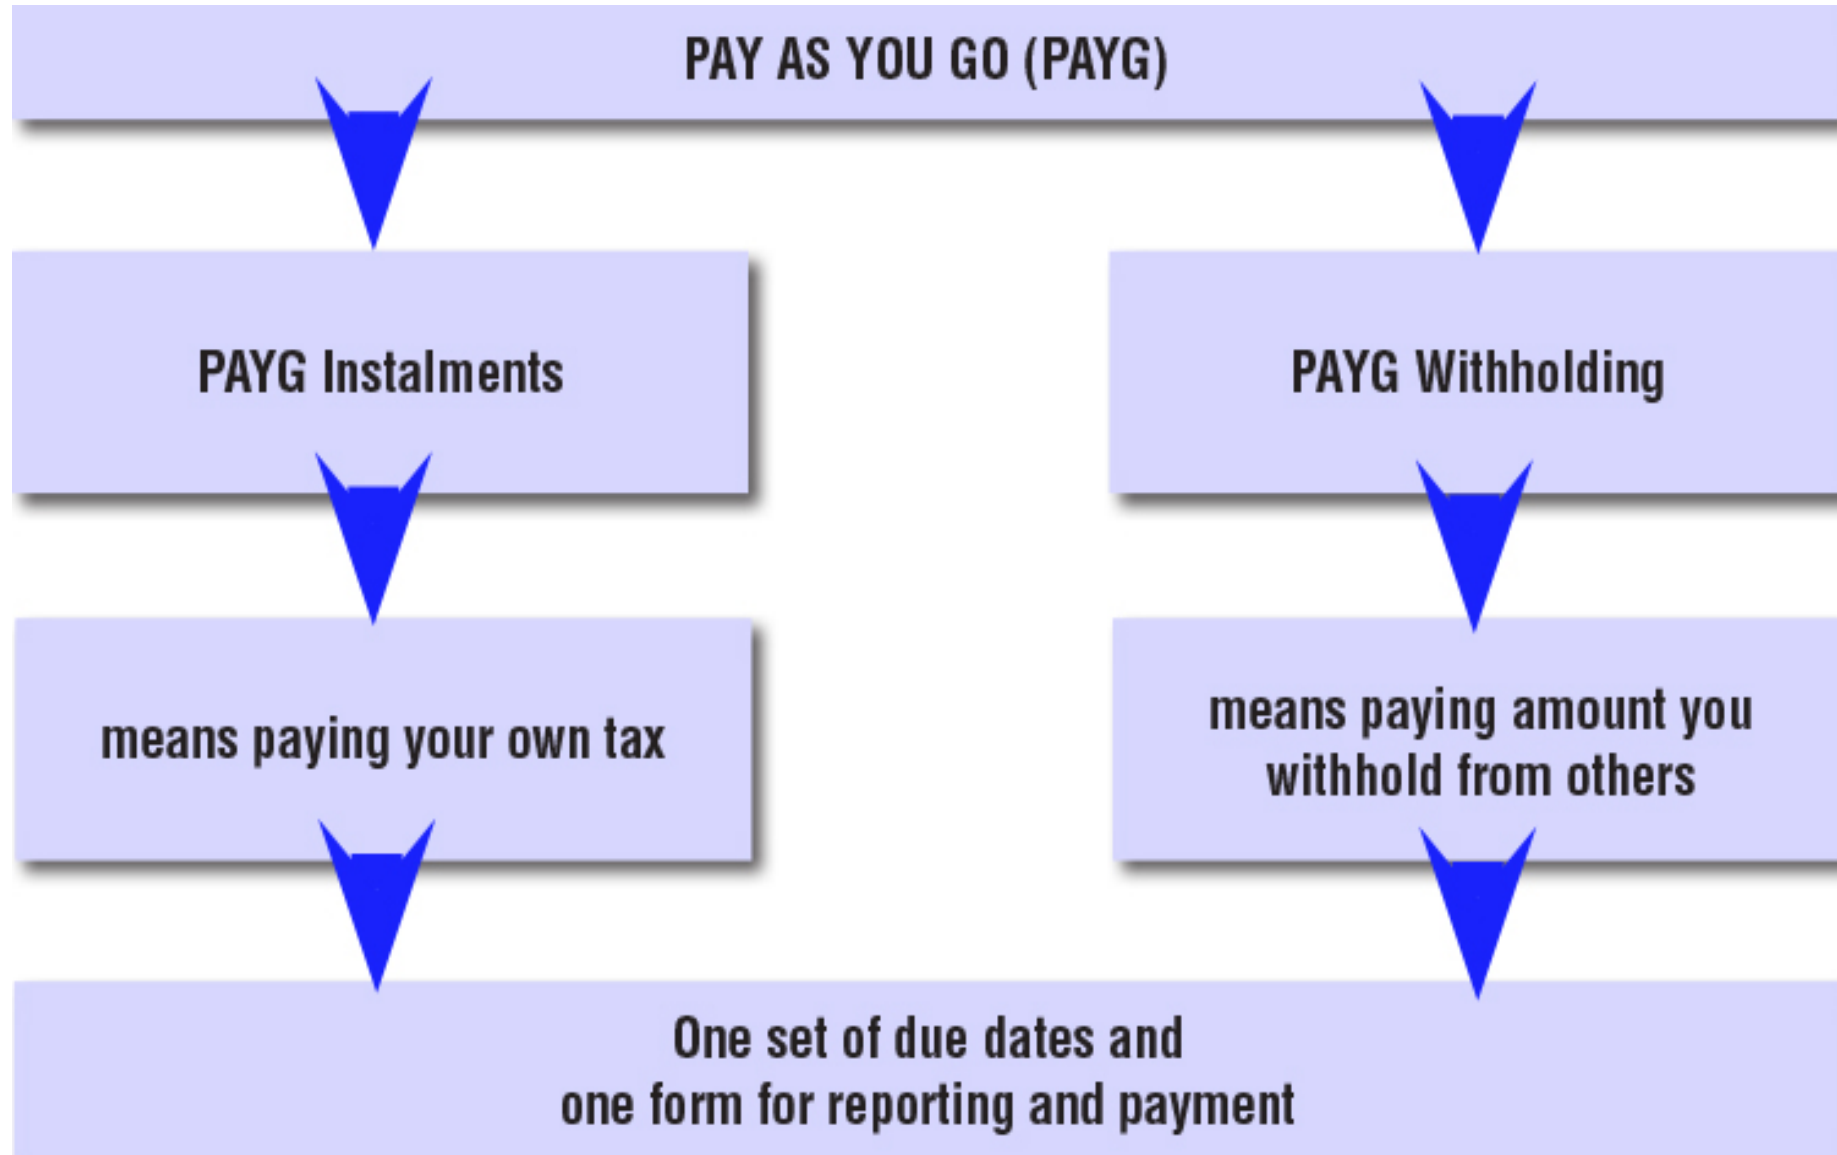 PAY AS YOU GO (PAYG)
PAYG Instalments
PAYG Withholding
means paying your own tax
means paying amount you
withhold from others
One set of due dates and
one form for reporting and payment